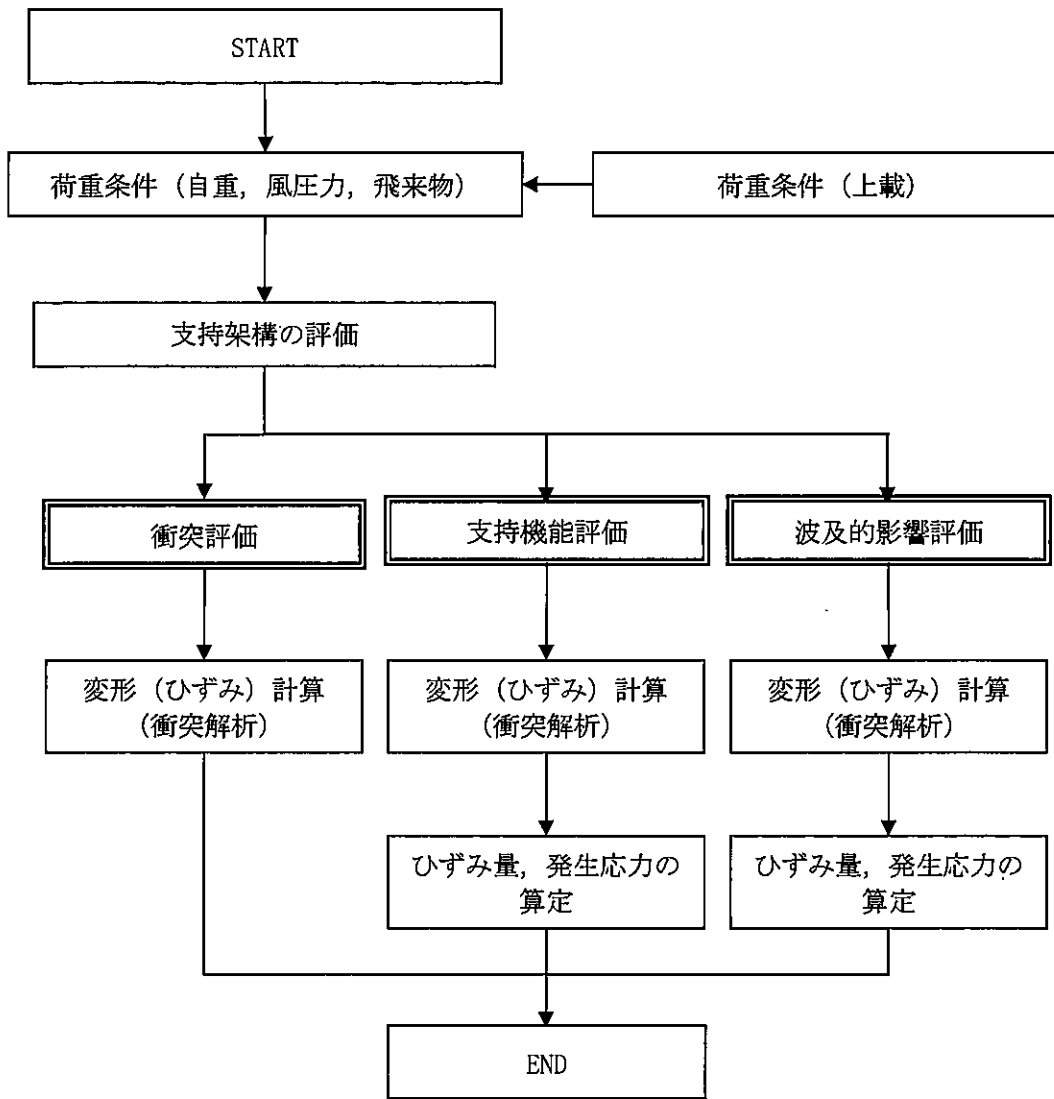 START
荷重条件（自重，風圧力，飛来物）
荷重条件（上載）
支持架構の評価
衝突評価
支持機能評価
波及的影響評価
変形（ひずみ）計算
（衝突解析）
変形（ひずみ）計算
（衝突解析）
変形（ひずみ）計算
（衝突解析）
ひずみ量，発生応力の
算定
ひずみ量，発生応力の
算定
END